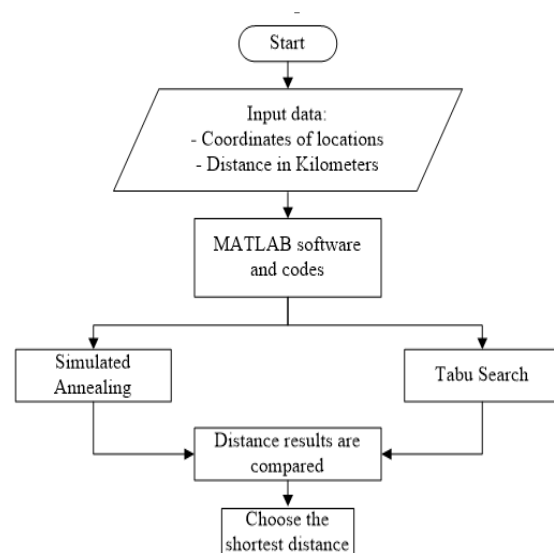 Start
Input data:
- Coordinates of locations
- Distance in Kilometers
MATLAB software
and codes
Simulated
Annealing
Tabu Search
Distance results are
compared
Choose the
shortest distance